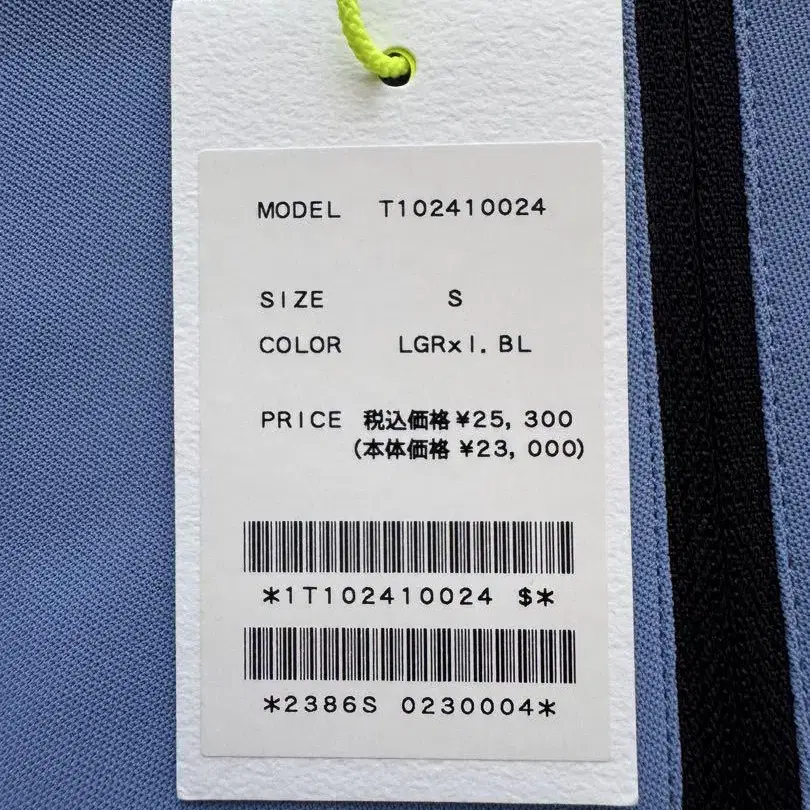 MODEL T102410024
SIZE S
COLOR LGRxI.BL
PRICE 税込価格¥25,300
(本体価格 ¥23,000)
*1T102410024 $*
*2386S 0230004*